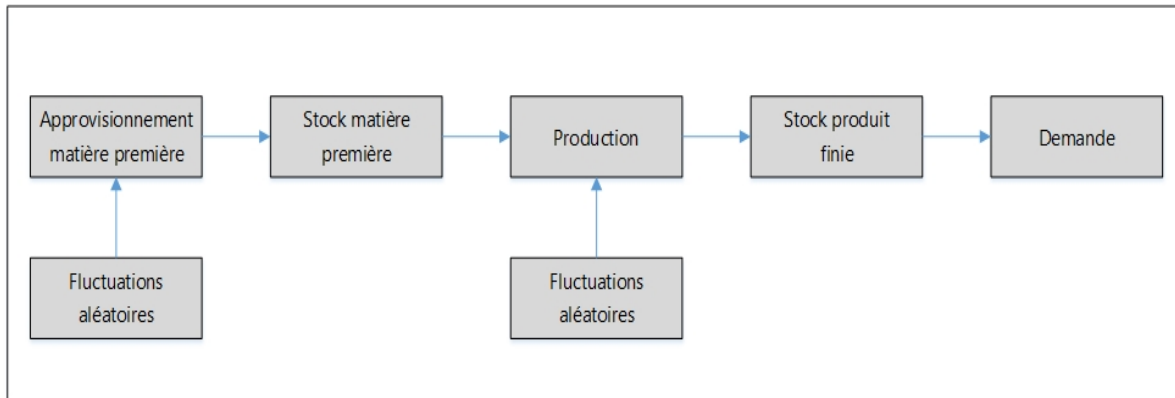 Approvisionnement
matière première
Stock matière
première
Production
Stock produit
finie
Demande
Fluctuations
aléatoires
Fluctuations
aléatoires